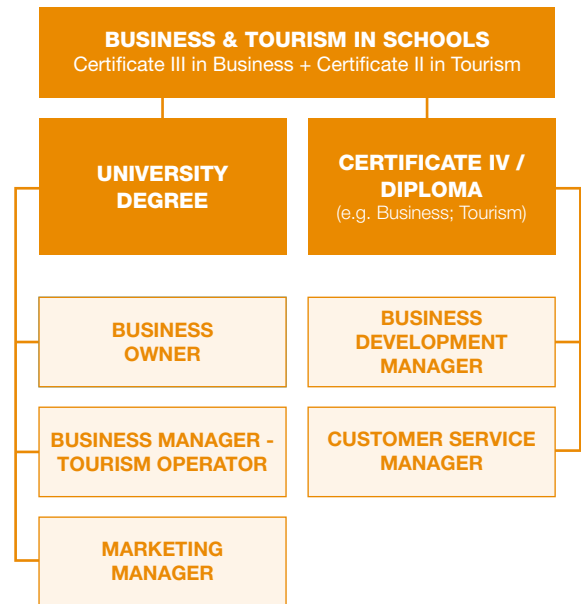 BUSINESS & TOURISM IN SCHOOLS
Certificate III in Business + Certificate II in Tourism
UNIVERSITY
DEGREE
CERTIFICATE IV /
DIPLOMA
(e.g. Business; Tourism)
BUSINESS
OWNER
BUSINESS
DEVELOPMENT
MANAGER
BUSINESS MANAGER -
TOURISM OPERATOR
CUSTOMER SERVICE
MANAGER
MARKETING
MANAGER